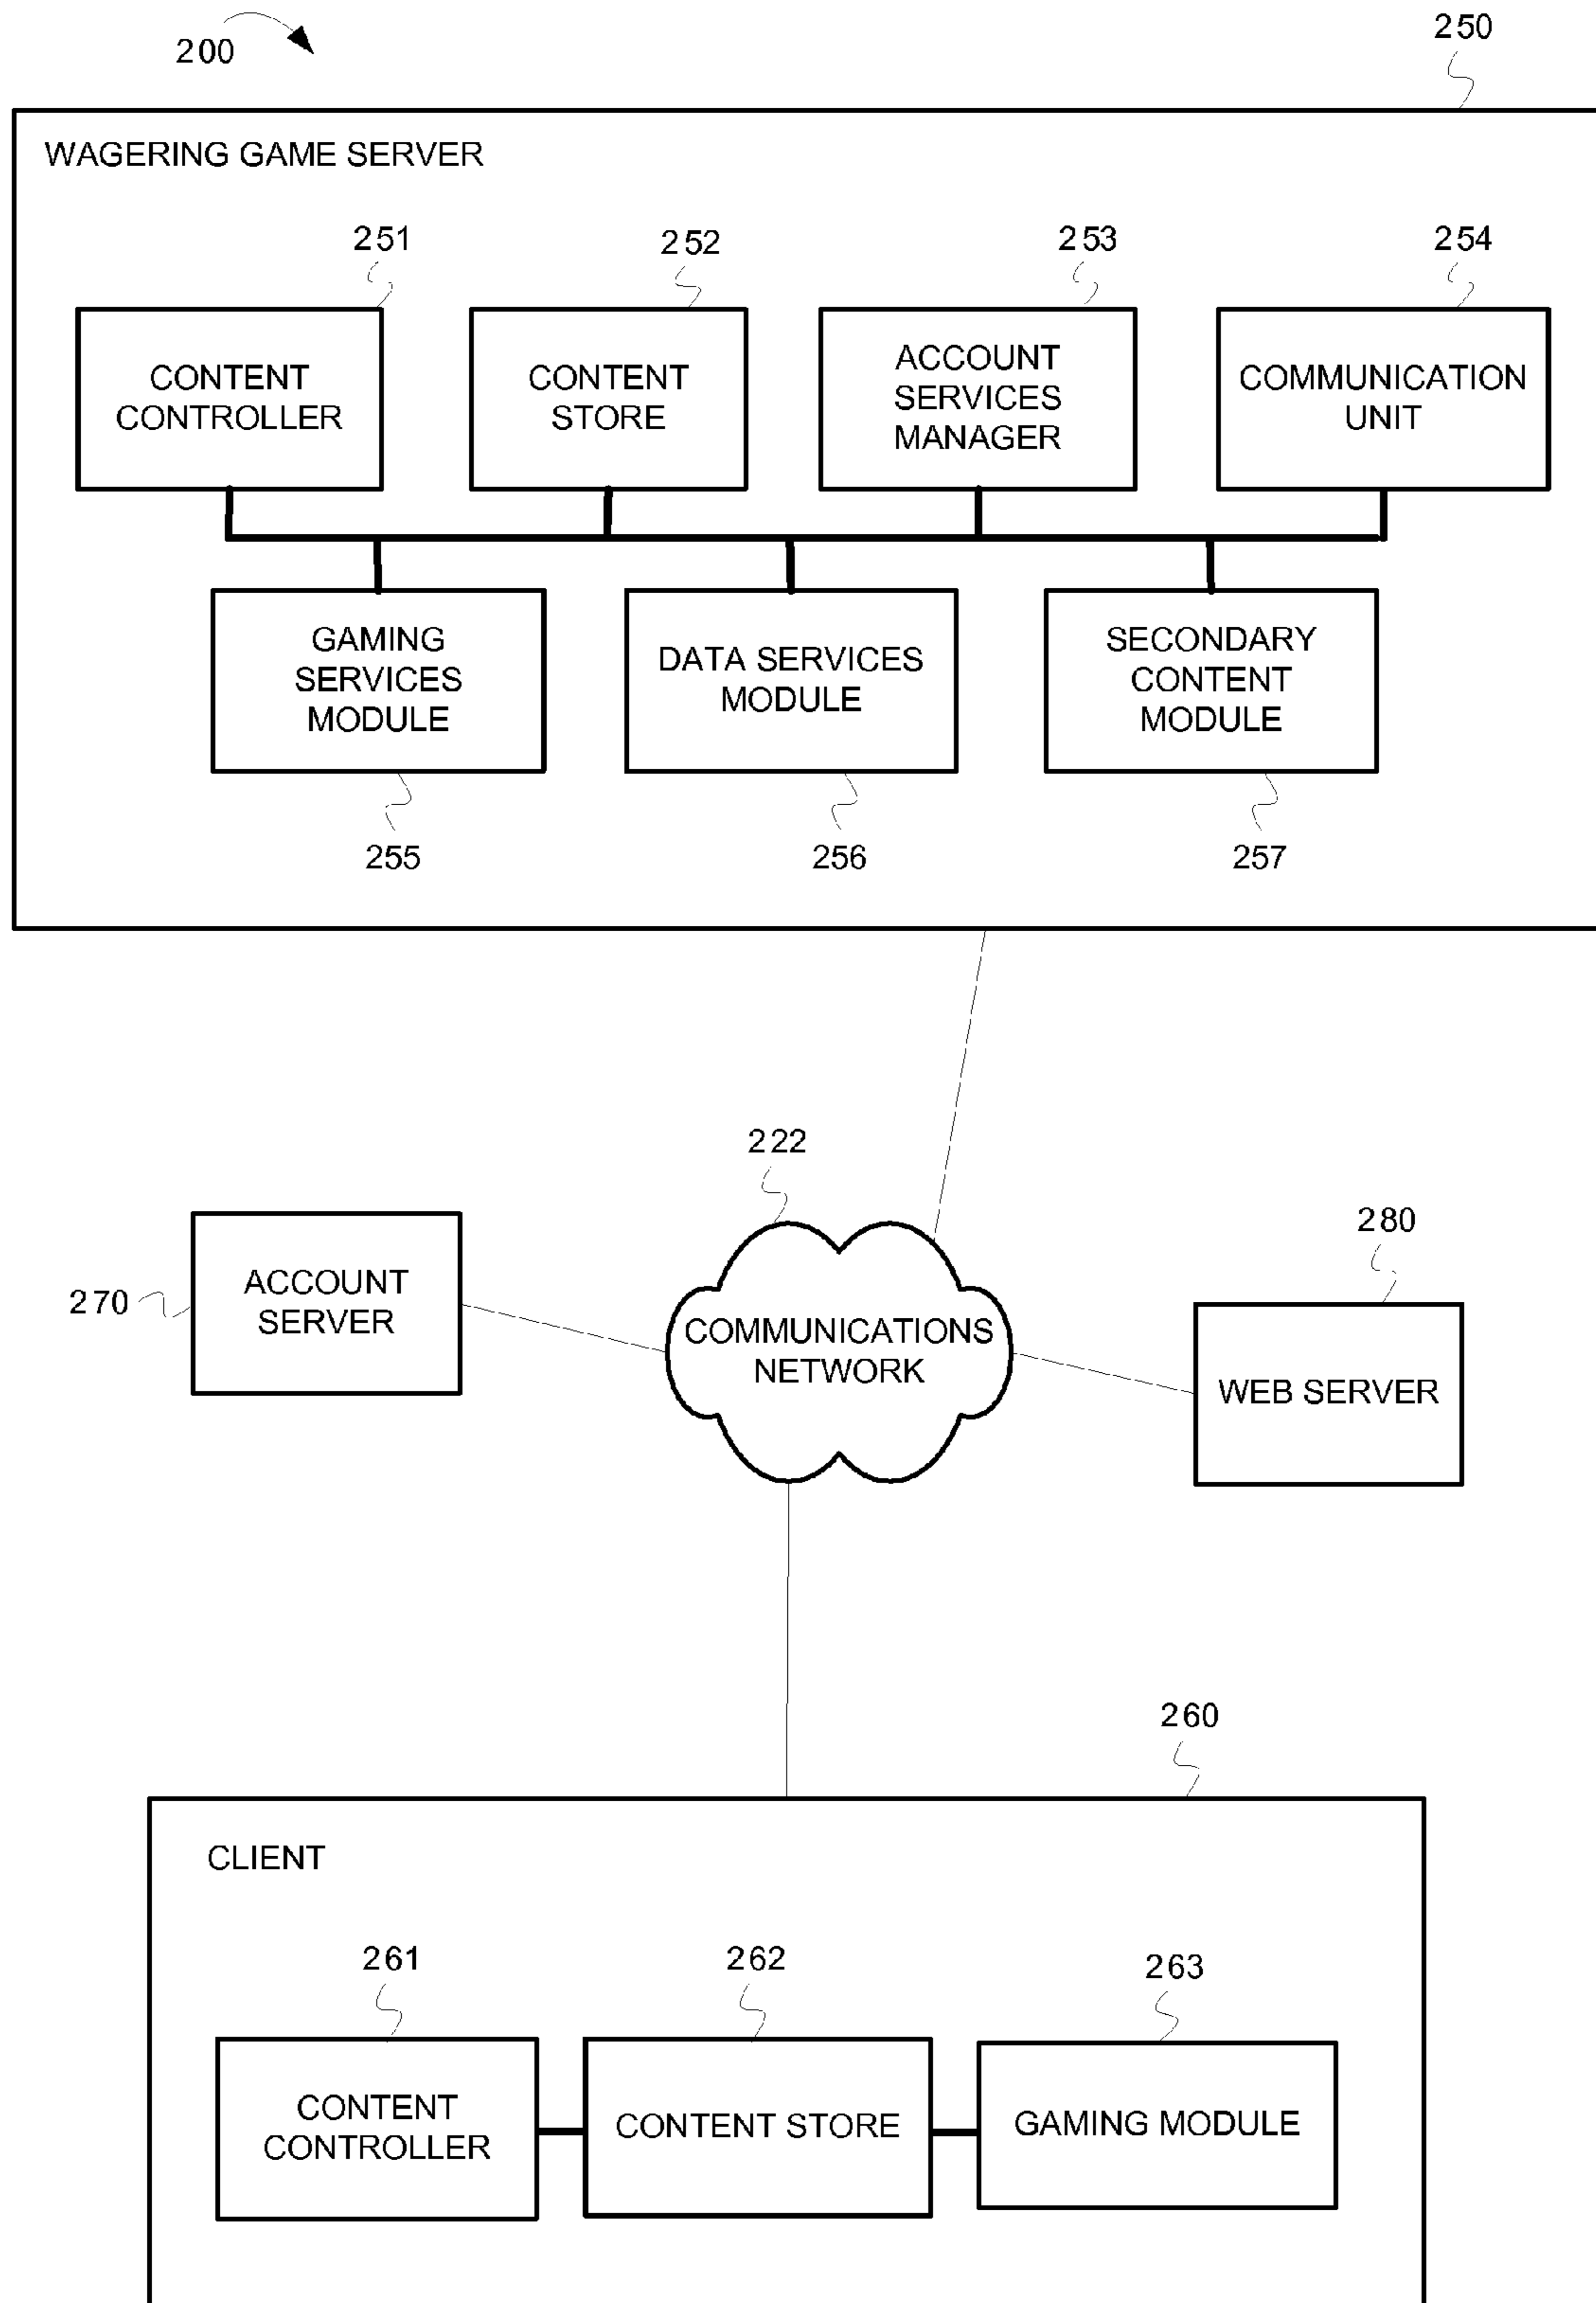 200
250
WAGERING GAME SERVER
251
252
253
254
CONTENT
CONTROLLER
CONTENT
STORE
ACCOUNT
SERVICES
MANAGER
COMMUNICATION
UNIT
GAMING
SERVICES
MODULE
DATA SERVICES
MODULE
SECONDARY
CONTENT
MODULE
255
256
257
222
280
270
ACCOUNT
SERVER
COMMUNICATIONS
NETWORK
WEB SERVER
260
CLIENT
261
262
263
CONTENT
CONTROLLER
CONTENT STORE
GAMING MODULE